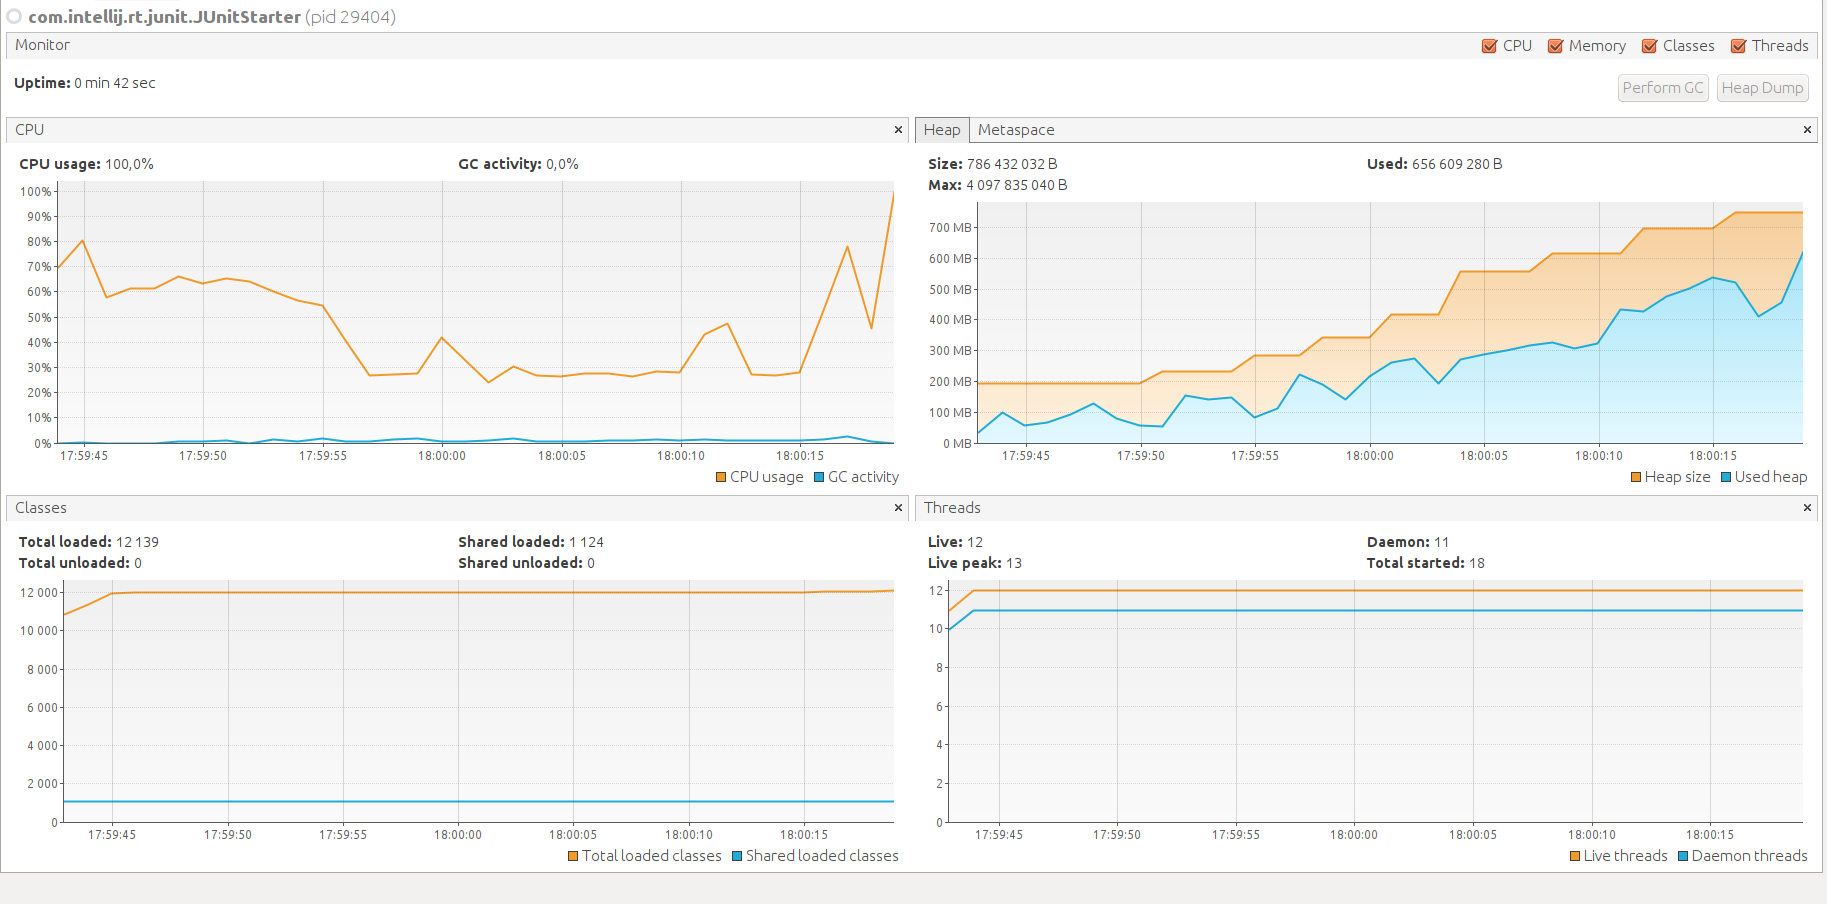 com.intellij.rt.junit.JUnitStarter (pid 29404)
Monitor
CPU Memory Classes Threads
Uptime: 0 min 42 sec
Perform GC Heap Dump
CPU ×
CPU usage: 100,0% GC activity: 0,0%
100%
90%
80%
70%
60%
50%
40%
30%
20%
10%
0%
17:59:45 17:59:50 17:59:55 18:00:00 18:00:05 18:00:10 18:00:15
CPU usage GC activity
Heap Metaspace ×
Size: 786 432 032 B Used: 656 609 280 B
Max: 4 097 835 040 B
700 MB
600 MB
500 MB
400 MB
300 MB
200 MB
100 MB
0 MB
17:59:45 17:59:50 17:59:55 18:00:00 18:00:05 18:00:10 18:00:15
Heap size Used heap
Classes ×
Total loaded: 12 139 Shared loaded: 1 124
Total unloaded: 0 Shared unloaded: 0
12 000
10 000
8 000
6 000
4 000
2 000
0
17:59:45 17:59:50 17:59:55 18:00:00 18:00:05 18:00:10 18:00:15
Total loaded classes Shared loaded classes
Threads ×
Live: 12 Daemon: 11
Live peak: 13 Total started: 18
12
10
8
6
4
2
0
17:59:45 17:59:50 17:59:55 18:00:00 18:00:05 18:00:10 18:00:15
Live threads Daemon threads